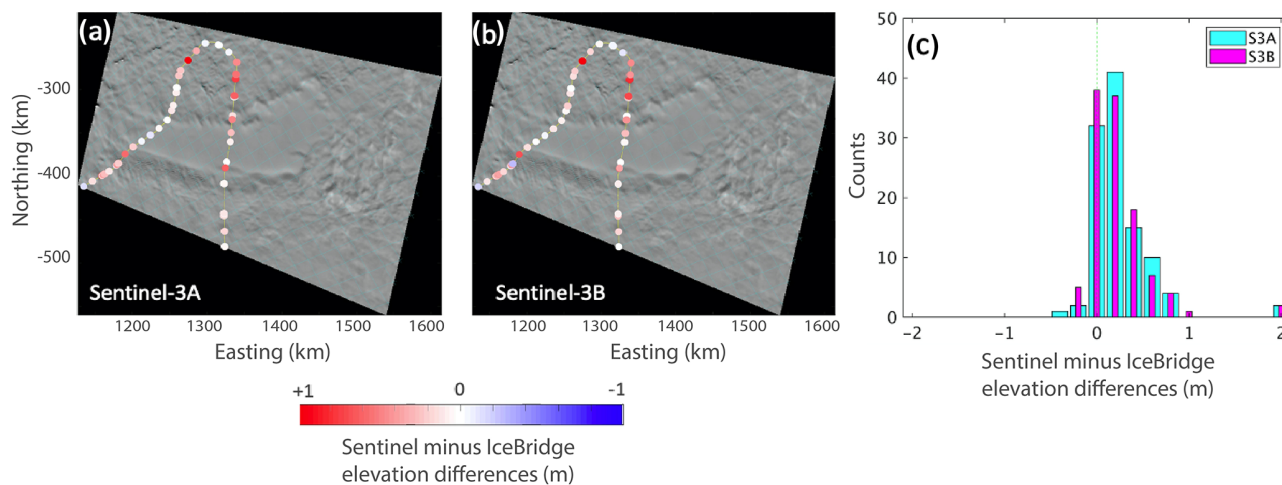 (a)
Northing (km)
-300
-400
-500
Sentinel-3A
1200 1300 1400 1500 1600
Easting (km)
(b)
Sentinel-3B
1200 1300 1400 1500 1600
Easting (km)
+1 0 -1
Sentinel minus IceBridge
elevation differences (m)
(c)
S3A
S3B
Counts
50
40
30
20
10
0
-2 -1 0 1 2
Sentinel minus IceBridge
elevation differences (m)